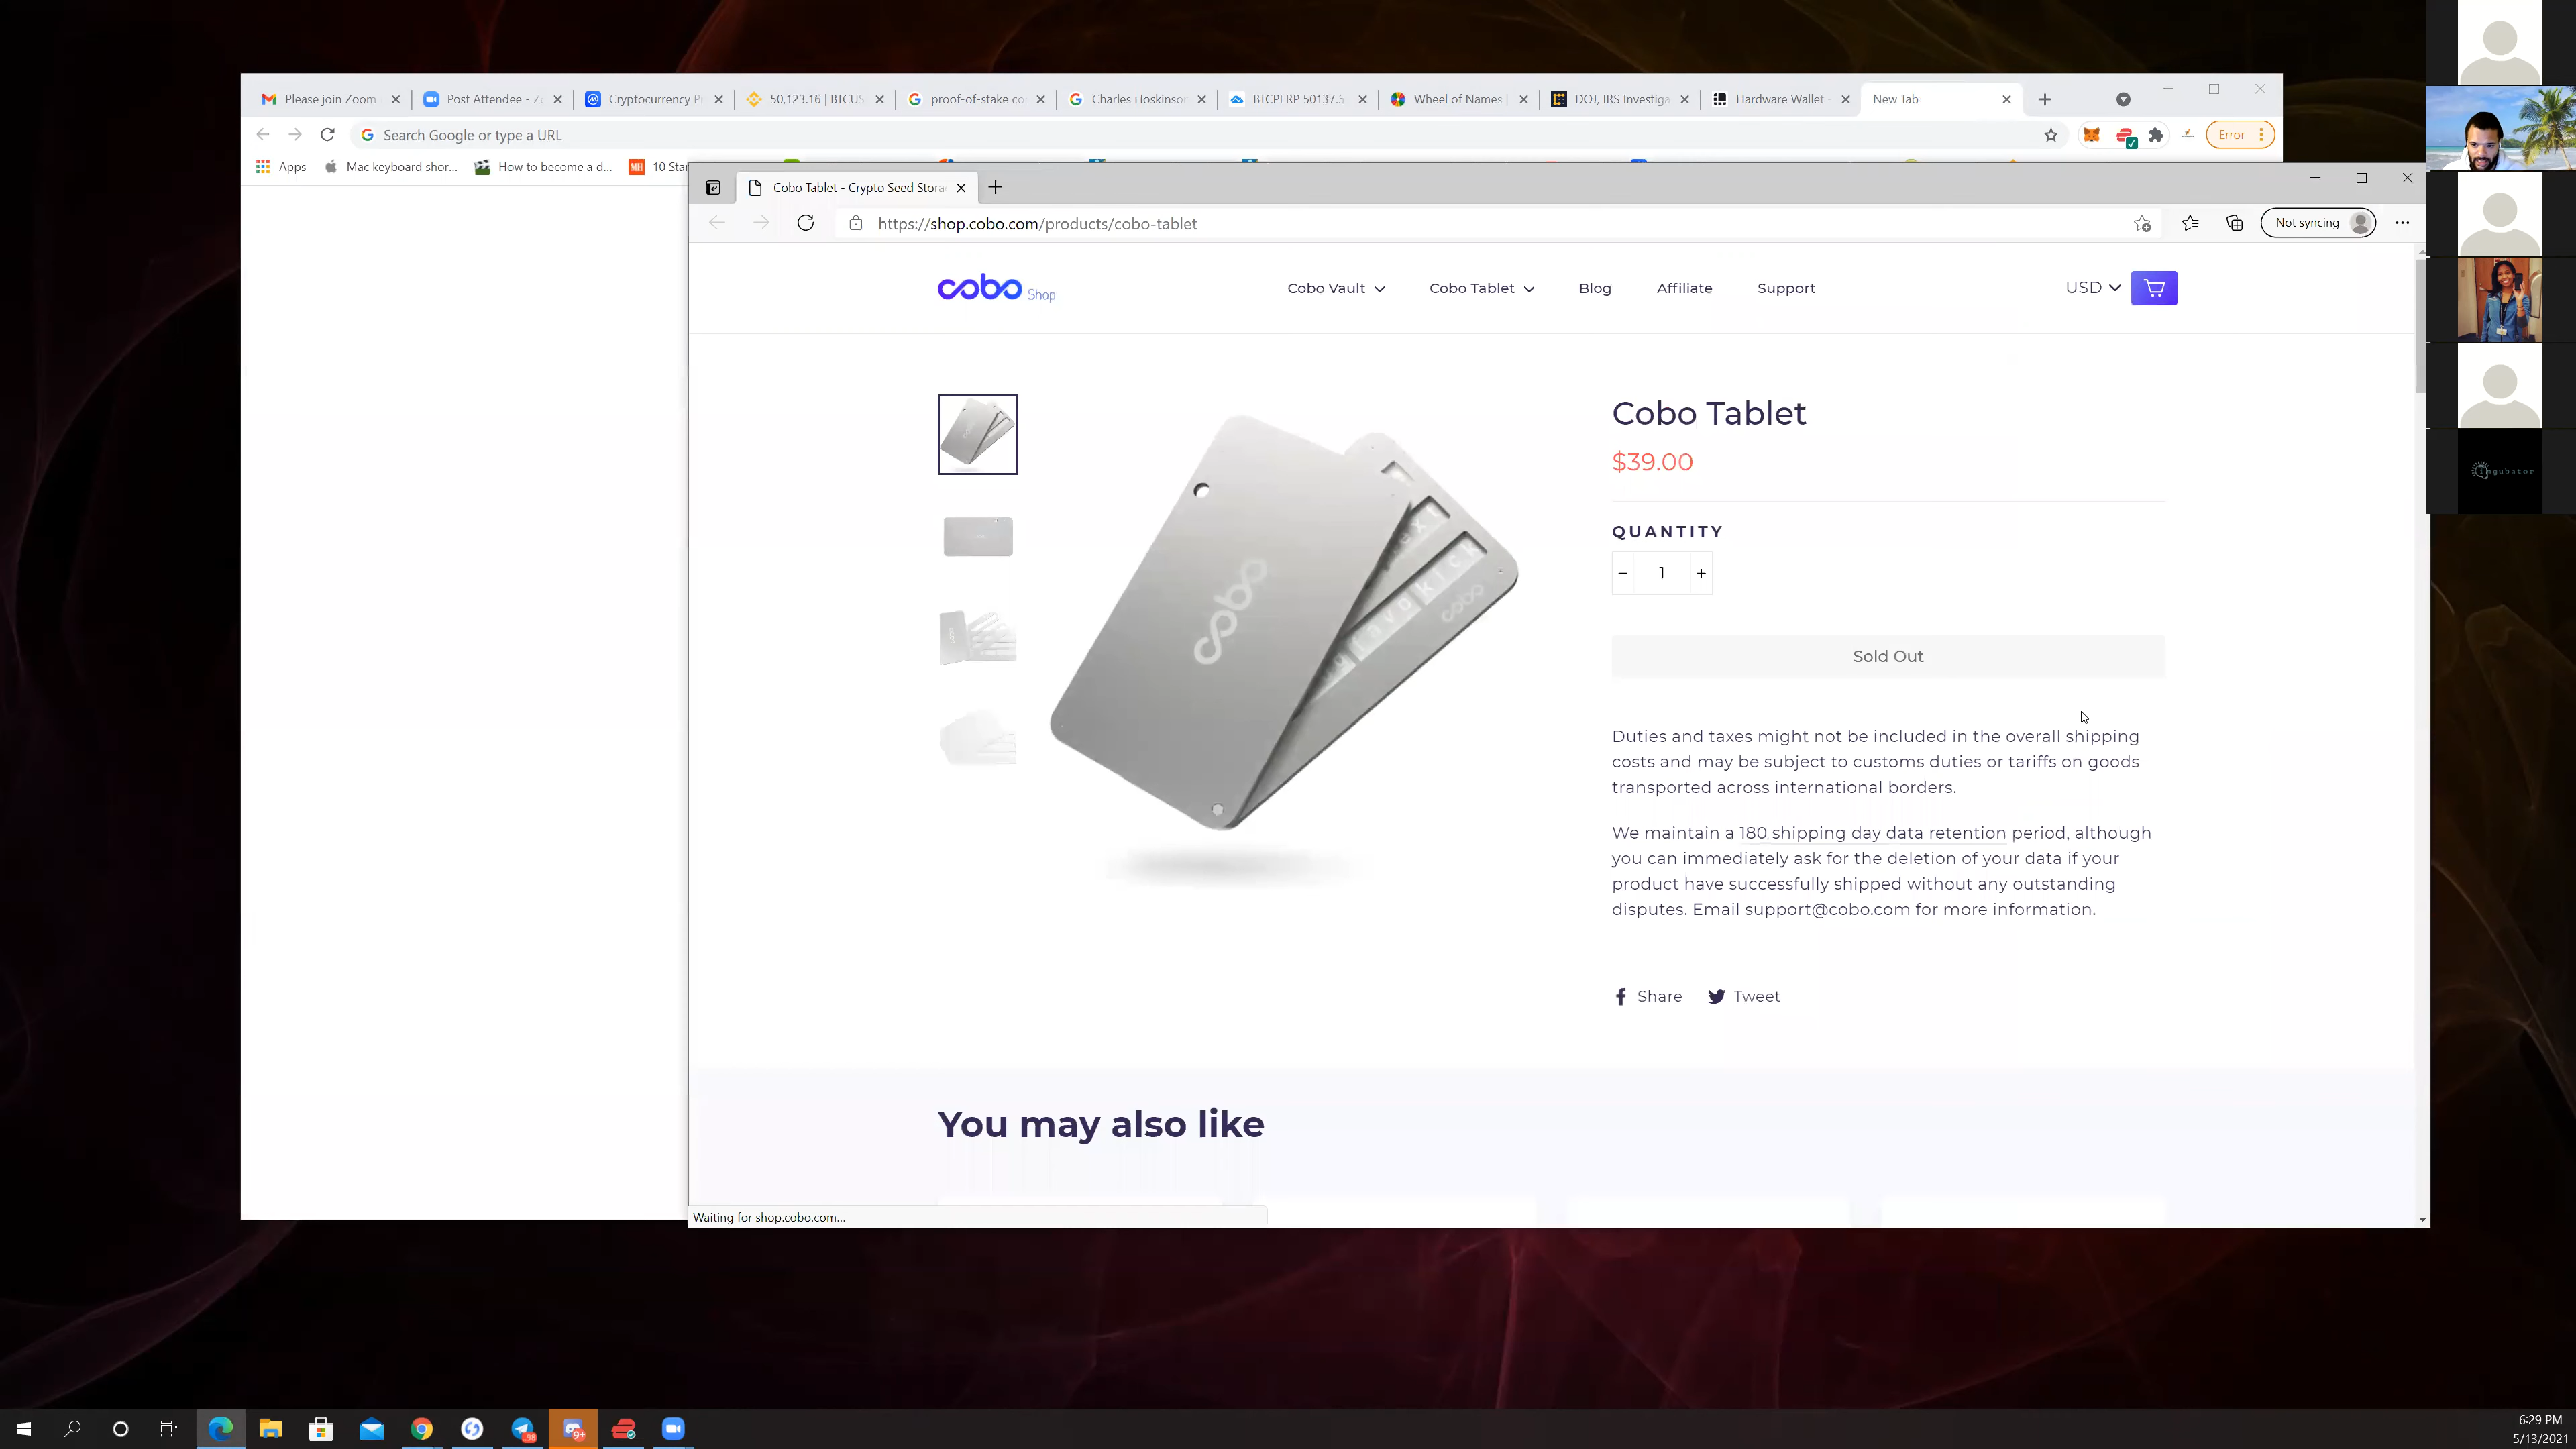 Please join Zoom
Post Attendee - Z
Cryptocurrency P
50,123.16 | BTCUS
proof-of-stake co
Charles Hoskinson
BTCPERP 50137.5
Wheel of Names |
DOJ, IRS Investiga
Hardware Wallet -
New Tab
Search Google or type a URL
Error
Apps
Mac keyboard shor...
How to become a d...
MH
10 Star
Cobo Tablet - Crypto Seed Stora
https://shop.cobo.com/products/cobo-tablet
Not syncing
cobo Shop
Cobo Vault
Cobo Tablet
Blog
Affiliate
Support
USD
cobo
Cobo Tablet
$39.00
QUANTITY
− 1 +
Sold Out
Duties and taxes might not be included in the overall shipping
costs and may be subject to customs duties or tariffs on goods
transported across international borders.
We maintain a 180 shipping day data retention period, although
you can immediately ask for the deletion of your data if your
product have successfully shipped without any outstanding
disputes. Email support@cobo.com for more information.
Share
Tweet
You may also like
Waiting for shop.cobo.com...
ingubator
6:29 PM
5/13/2021